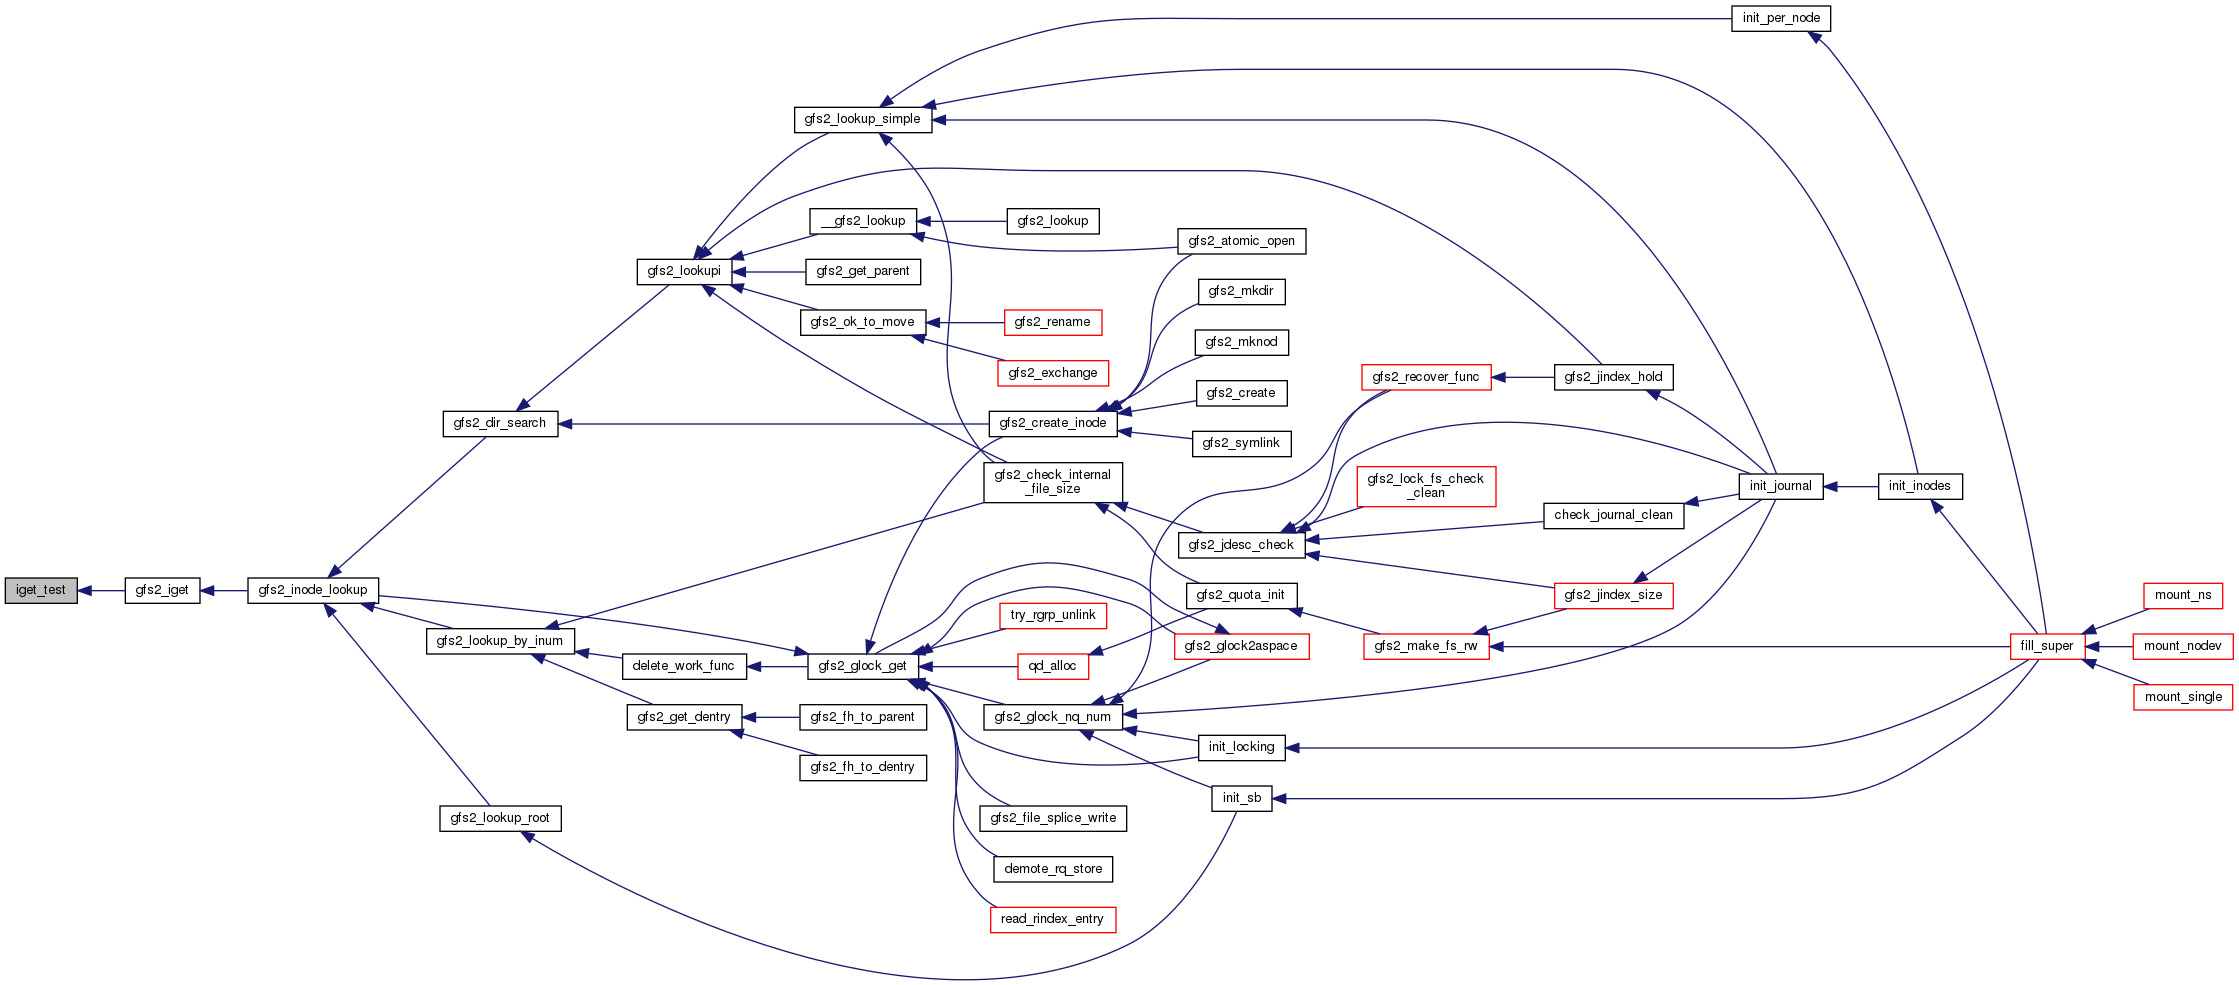 init_per_node
gfs2_lookup_simple
__gfs2_lookup
gfs2_lookup
gfs2_atomic_open
gfs2_lookupi
gfs2_get_parent
gfs2_mkdir
gfs2_ok_to_move
gfs2_rename
gfs2_mknod
gfs2_exchange
gfs2_recover_func
gfs2_jindex_hold
gfs2_create
gfs2_dir_search
gfs2_create_inode
gfs2_symlink
gfs2_check_internal
_file_size
gfs2_lock_fs_check
_clean
init_journal
init_inodes
check_journal_clean
gfs2_jdesc_check
iget_test
gfs2_iget
gfs2_inode_lookup
gfs2_quota_init
gfs2_jindex_size
mount_ns
try_rgrp_unlink
gfs2_lookup_by_inum
gfs2_glock2aspace
gfs2_make_fs_rw
fill_super
mount_nodev
delete_work_func
gfs2_glock_get
qd_alloc
mount_single
gfs2_get_dentry
gfs2_fh_to_parent
gfs2_glock_nq_num
init_locking
gfs2_fh_to_dentry
init_sb
gfs2_lookup_root
gfs2_file_splice_write
demote_rq_store
read_rindex_entry